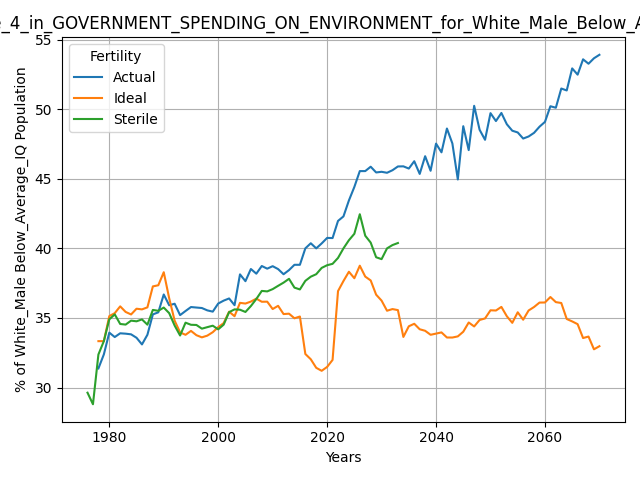 e_4_in_GOVERNMENT_SPENDING_ON_ENVIRONMENT_for_White_Male_Below_A
% of White_Male Below_Average_IQ Population
55
50
45
40
35
30
Fertility
Actual
Ideal
Sterile
1980 2000 2020 2040 2060
Years